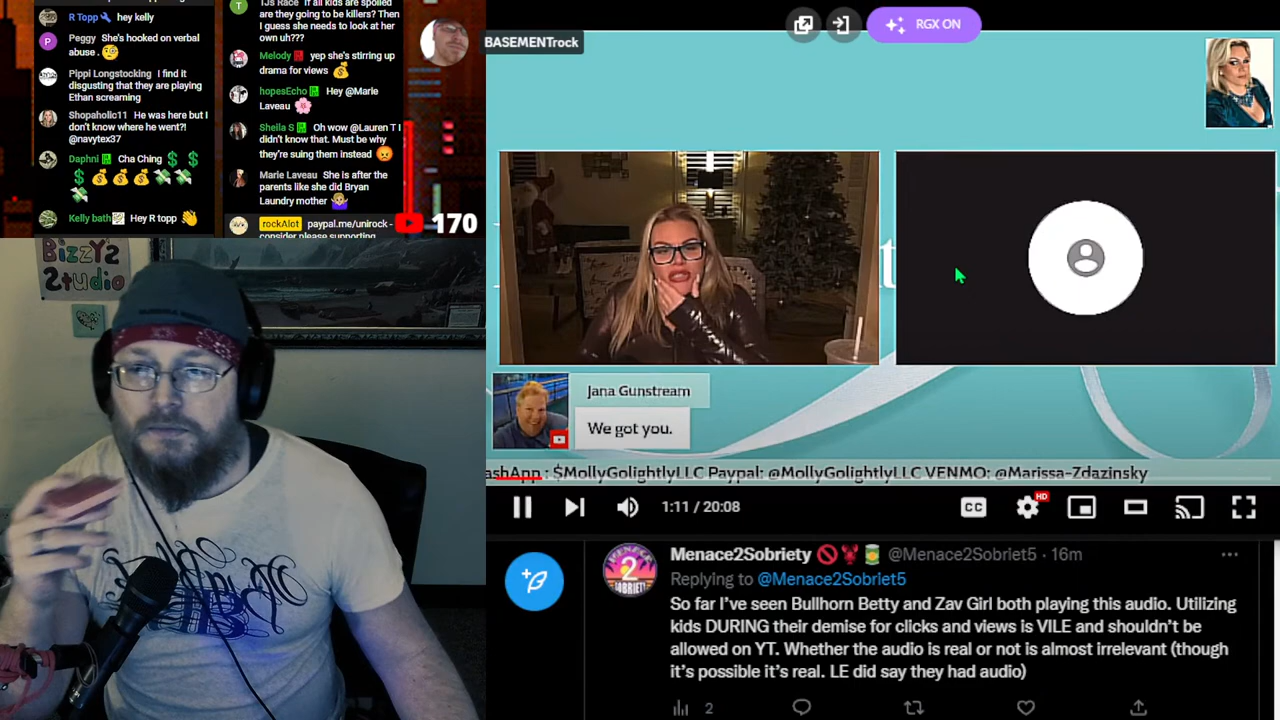 R Topp hey kelly
Peggy She's hooked on verbal
abuse .
Pippi Longstocking I find it
disgusting that they are playing
Ethan screaming
Shopaholic11 He was here but I
don't know where he went?!
@navytex37
Daphni Cha Ching
Kelly bath Hey R topp
TJs Race If all kids are spoiled
are they going to be killers? Then
I guess she needs to look at her
own uh???
Melody yep she's stirring up
drama for views
hopesEcho Hey @Marie
Laveau
Sheila S Oh wow @Lauren T I
didn't know that. Must be why
they're suing them instead
Marie Laveau She is after the
parents like she did Bryan
Laundry mother
rockAlot paypal.me/unirock -
consider please supporting
170
BASEMENTrock
RGX ON
BizzY'z
ztudio
Jana Gunstream
We got you.
ashApp : $MollyGolightlyLLC Paypal: @MollyGolightlyLLC VENMO: @Marissa-Zdazinsky
1:11 / 20:08
CC
HD
Menace2Sobriety @Menace2Sobrlet5 · 16m
Replying to @Menace2Sobrlet5
So far I've seen Bullhorn Betty and Zav Girl both playing this audio. Utilizing
kids DURING their demise for clicks and views is VILE and shouldn't be
allowed on YT. Whether the audio is real or not is almost irrelevant (though
it's possible it's real. LE did say they had audio)
2